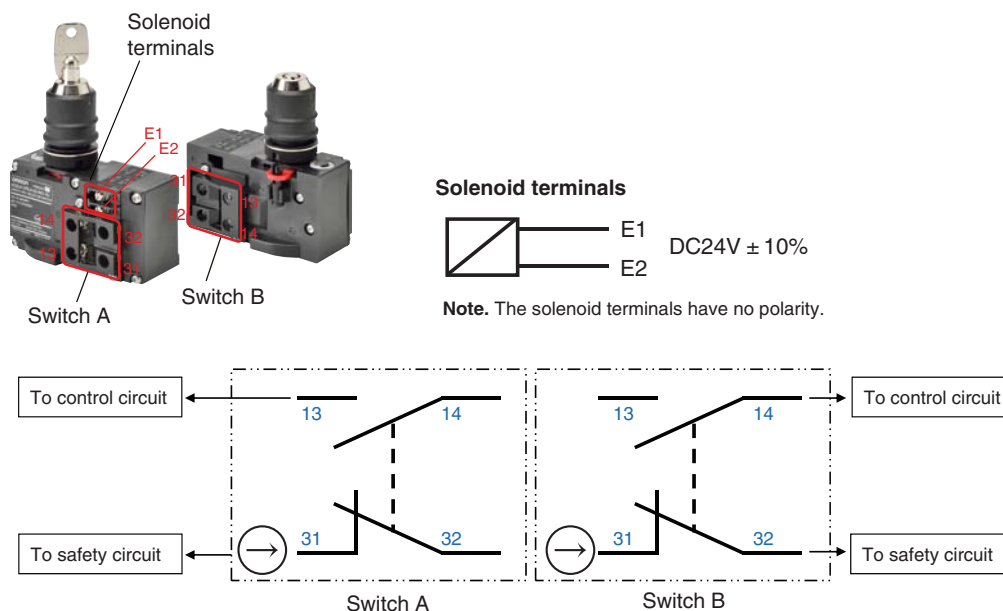 Solenoid
terminals
E1
E2
14
13
32
31
31
32
13
14
Switch A
Switch B
Solenoid terminals
E1
E2
DC24V ± 10%
Note. The solenoid terminals have no polarity.
To control circuit
13
14
13
14
To control circuit
To safety circuit
31
32
31
32
To safety circuit
Switch A
Switch B